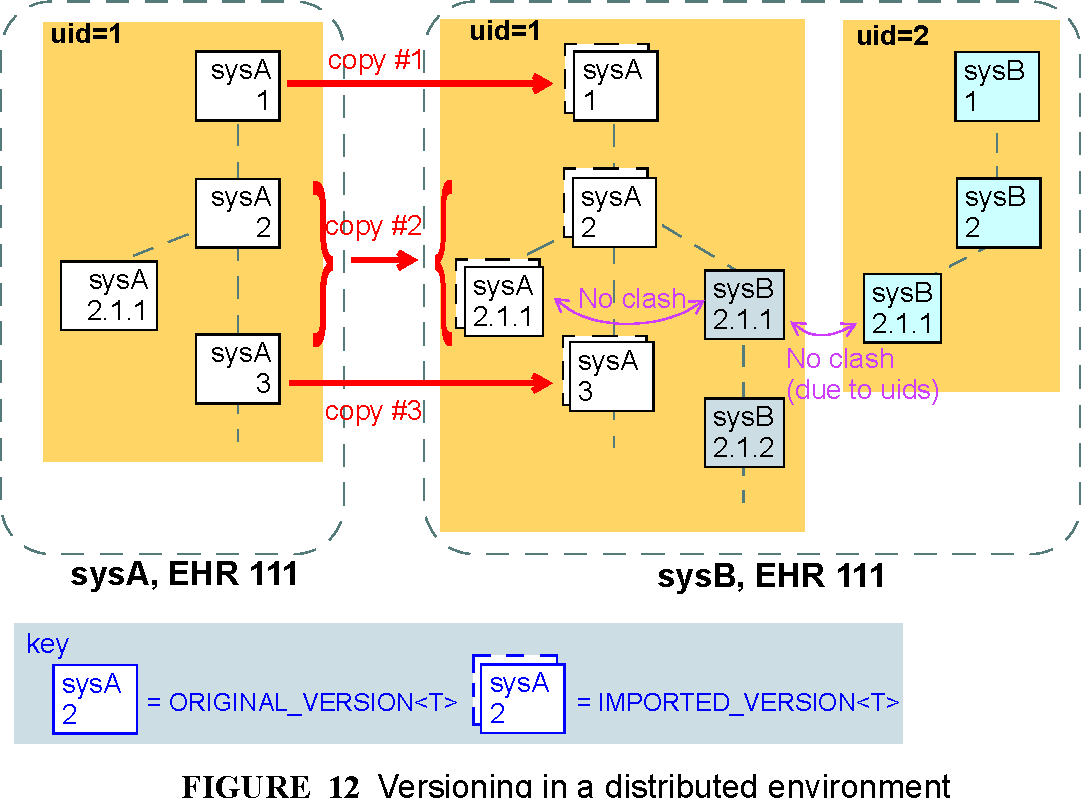 uid=1
sysA
1
sysA
2
sysA
2.1.1
sysA
3
copy #1
copy #2
copy #3
uid=1
sysA
1
sysA
2
sysA
2.1.1
No clash
sysB
2.1.1
sysA
3
sysB
2.1.2
uid=2
sysB
1
sysB
2
sysB
2.1.1
No clash
(due to uids)
sysA, EHR 111
sysB, EHR 111
key
sysA
2
= ORIGINAL_VERSION<T>
sysA
2
= IMPORTED_VERSION<T>
FIGURE 12 Versioning in a distributed environment